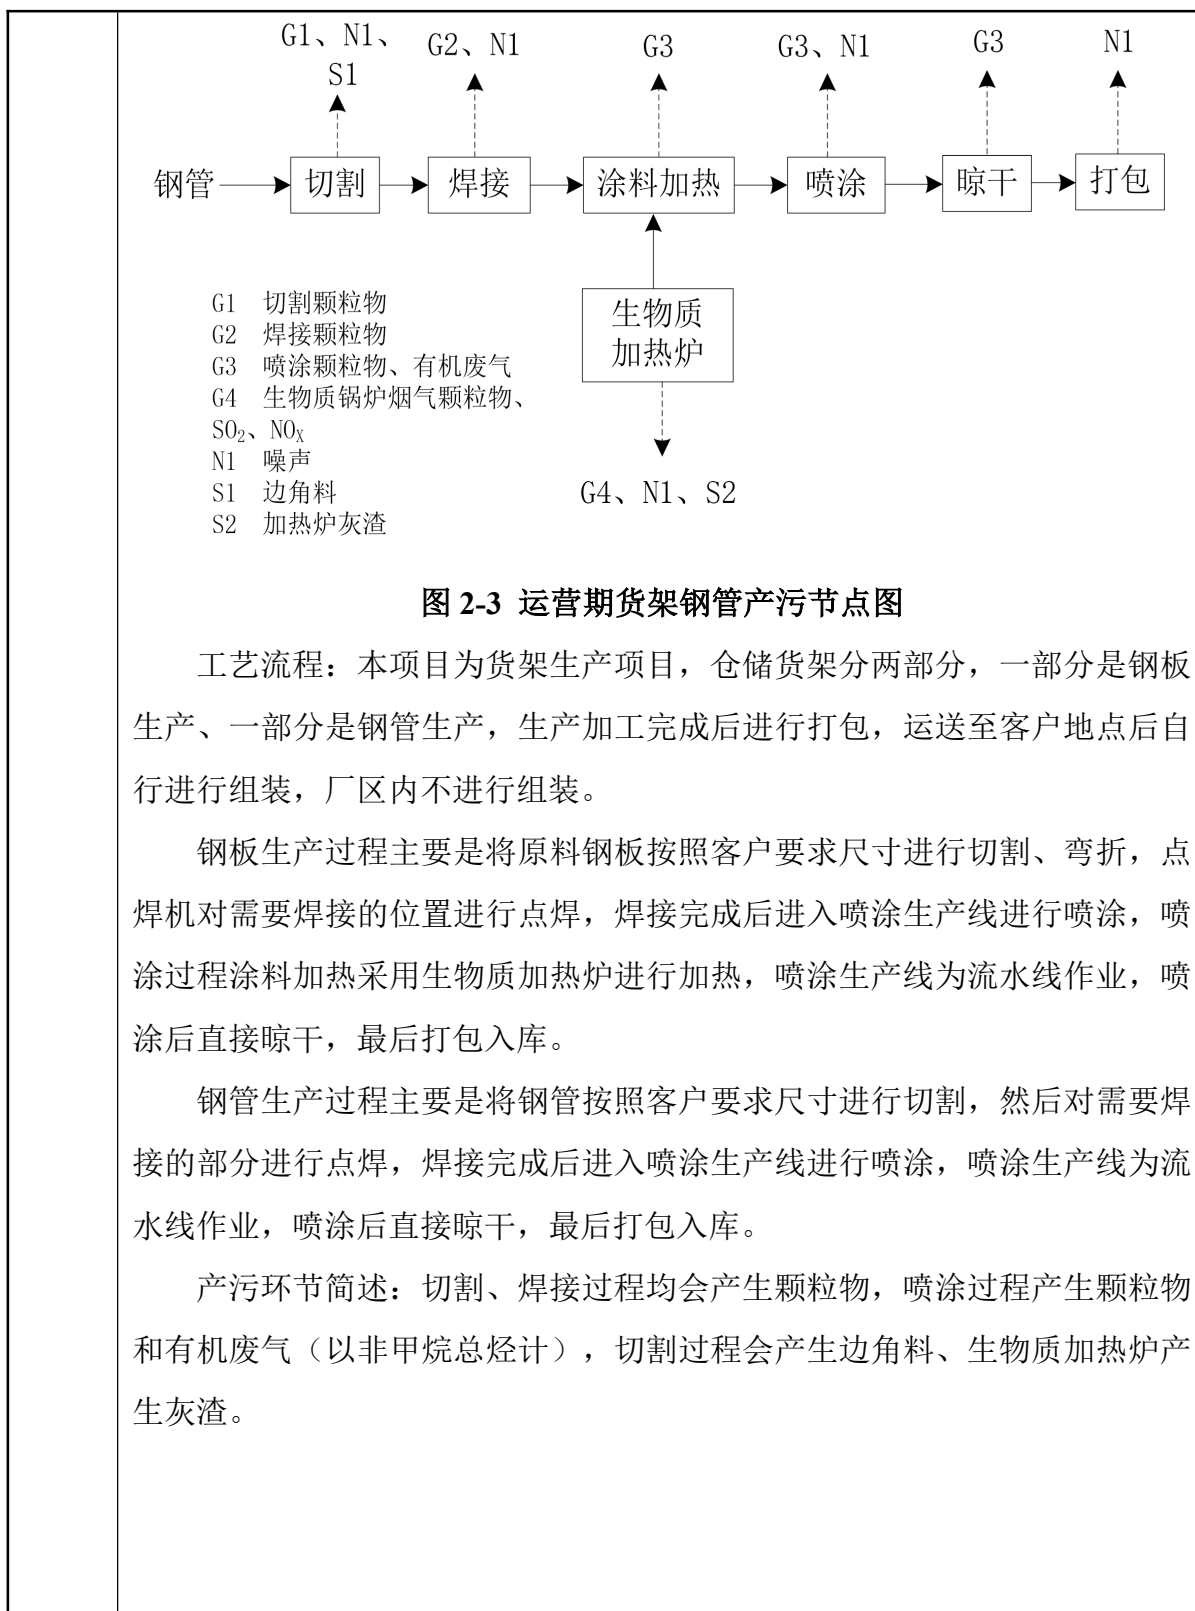 G1、N1、
S1
G2、N1
G3
G3、N1
G3
N1
钢管
切割
焊接
涂料加热
喷涂
晾干
打包
生物质
加热炉
G4、N1、S2
G1 切割颗粒物
G2 焊接颗粒物
G3 喷涂颗粒物、有机废气
G4 生物质锅炉烟气颗粒物、
SO₂、NOₓ
N1 噪声
S1 边角料
S2 加热炉灰渣
图 2-3 运营期货架钢管产污节点图
工艺流程：本项目为货架生产项目，仓储货架分两部分，一部分是钢板
生产、一部分是钢管生产，生产加工完成后进行打包，运送至客户地点后自
行进行组装，厂区内不进行组装。
钢板生产过程主要是将原料钢板按照客户要求尺寸进行切割、弯折，点
焊机对需要焊接的位置进行点焊，焊接完成后进入喷涂生产线进行喷涂，喷
涂过程涂料加热采用生物质加热炉进行加热，喷涂生产线为流水线作业，喷
涂后直接晾干，最后打包入库。
钢管生产过程主要是将钢管按照客户要求尺寸进行切割，然后对需要焊
接的部分进行点焊，焊接完成后进入喷涂生产线进行喷涂，喷涂生产线为流
水线作业，喷涂后直接晾干，最后打包入库。
产污环节简述：切割、焊接过程均会产生颗粒物，喷涂过程产生颗粒物
和有机废气（以非甲烷总烃计），切割过程会产生边角料、生物质加热炉产
生灰渣。